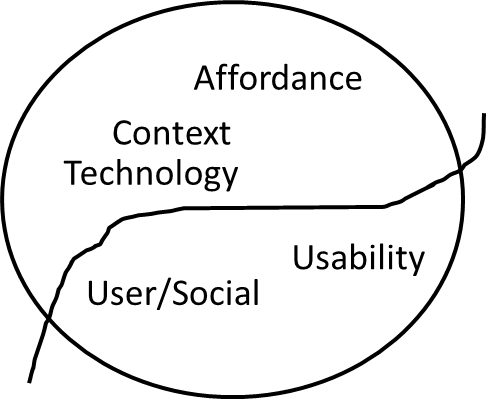 Affordance
Context
Technology
Usability
User/Social